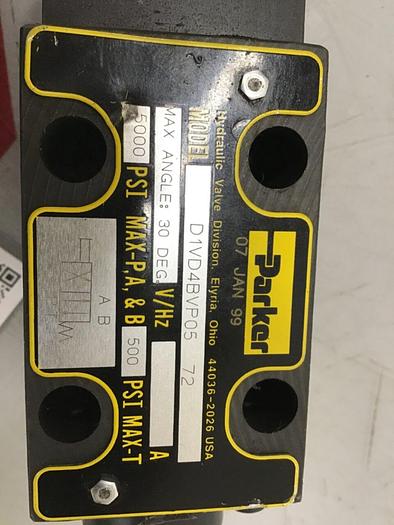 Parker
07 JAN 99
Hydraulic Valve Division, Elyria, Ohio 44036-2026 USA
MODEL D1VD4BVP05 72
MAX ANGLE: 30 DEG. V/Hz A
5000 PSI MAX-P,A, & B 500 PSI MAX-T
A B